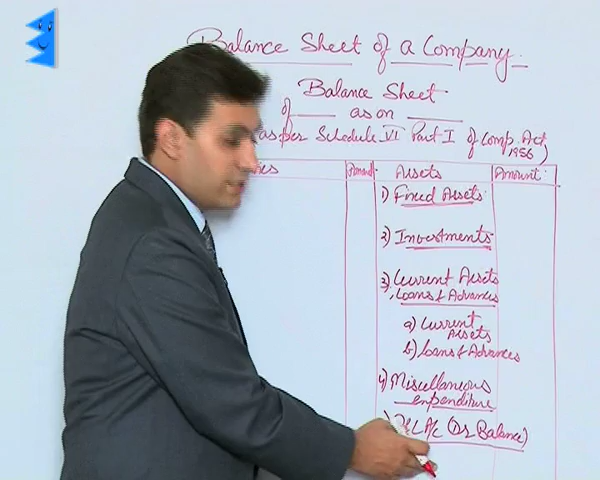 Balance Sheet of a Company.
Balance Sheet
of ____ as on ____
as per Schedule VI Part I of Comp. Act, 1956)
Assets Amount
1) Fixed Assets
2) Investments
3) Current Assets
, Loans & Advances
a) Current
Assets
b) Loans & Advances
4) Miscellaneous
expenditure
A/c (Dr Balance)